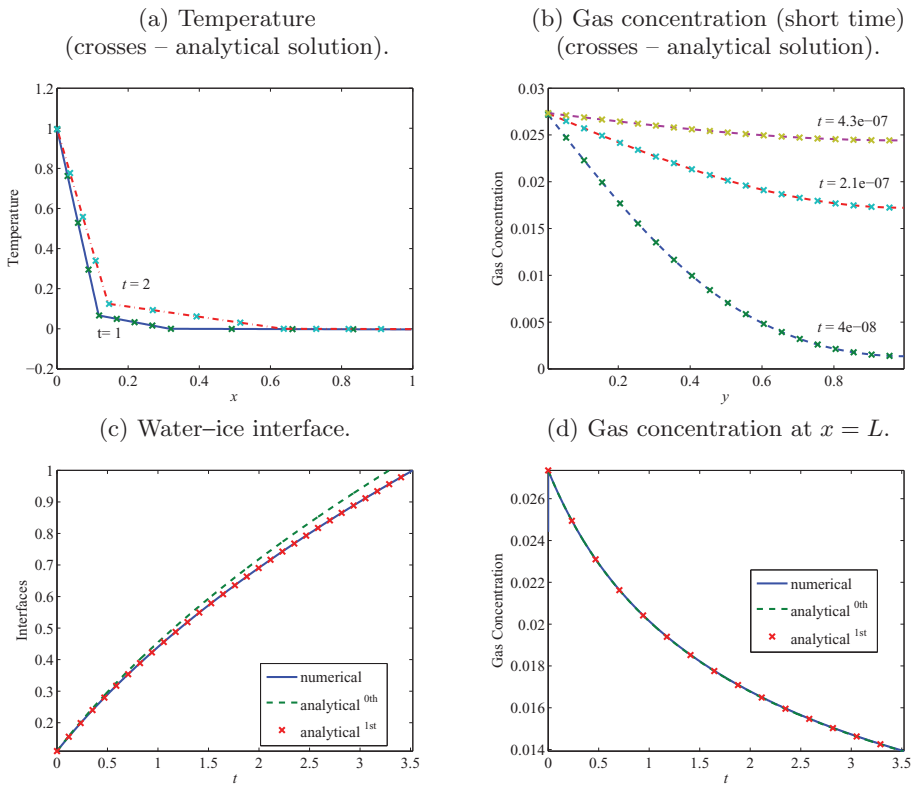 (a) Temperature
(crosses – analytical solution).
1.2
1
0.8
0.6
0.4
0.2
0
−0.2
Temperature
t = 2
t= 1
0
0.2
0.4
0.6
0.8
1
x
(b) Gas concentration (short time)
(crosses – analytical solution).
0.03
0.025
0.02
0.015
0.01
0.005
0
Gas Concentration
t = 4.3e-07
t = 2.1e-07
t = 4e-08
0.2
0.4
0.6
0.8
y
(c) Water–ice interface.
1
0.9
0.8
0.7
0.6
0.5
0.4
0.3
0.2
Interfaces
numerical
analytical 0th
analytical 1st
0
0.5
1
1.5
2
2.5
3
3.5
t
(d) Gas concentration at x = L.
0.026
0.024
0.022
0.02
0.018
0.016
0.014
Gas Concentration
numerical
analytical 0th
analytical 1st
0
0.5
1
1.5
2
2.5
3
3.5
t